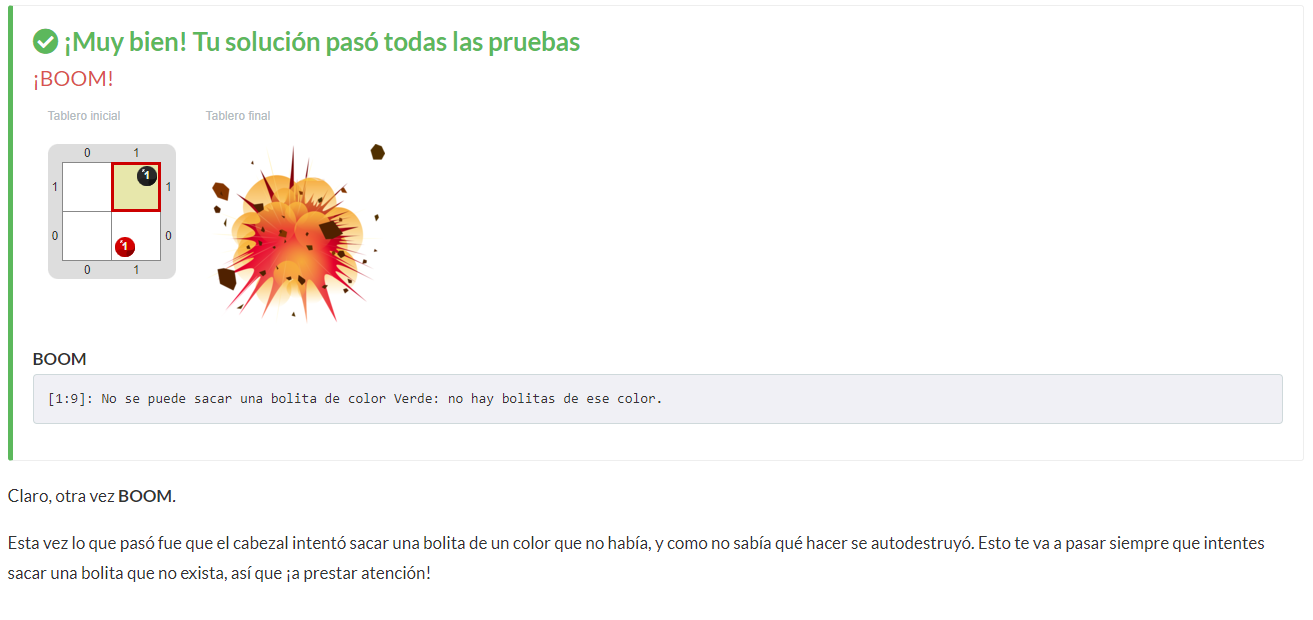 ¡Muy bien! Tu solución pasó todas las pruebas
¡BOOM!
Tablero inicial Tablero final
0 1
1 1 1
0 1 0
0 1
BOOM
[1:9]: No se puede sacar una bolita de color Verde: no hay bolitas de ese color.
Claro, otra vez BOOM.
Esta vez lo que pasó fue que el cabezal intentó sacar una bolita de un color que no había, y como no sabía qué hacer se autodestruyó. Esto te va a pasar siempre que intentes
sacar una bolita que no exista, así que ¡a prestar atención!